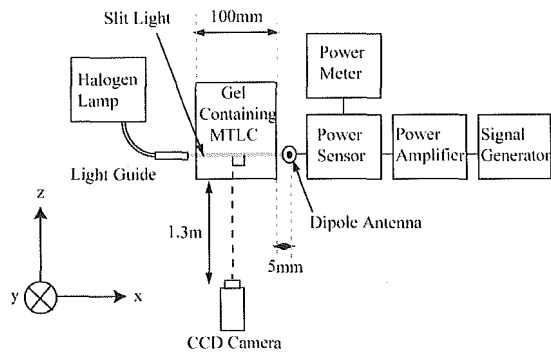 Slit Light
100mm
Halogen
Lamp
Gel
Containing
MTLC
Power
Meter
Power
Sensor
Power
Amplifier
Signal
Generator
Light Guide
Dipole Antenna
1.3m
5mm
z
y
x
CCD Camera